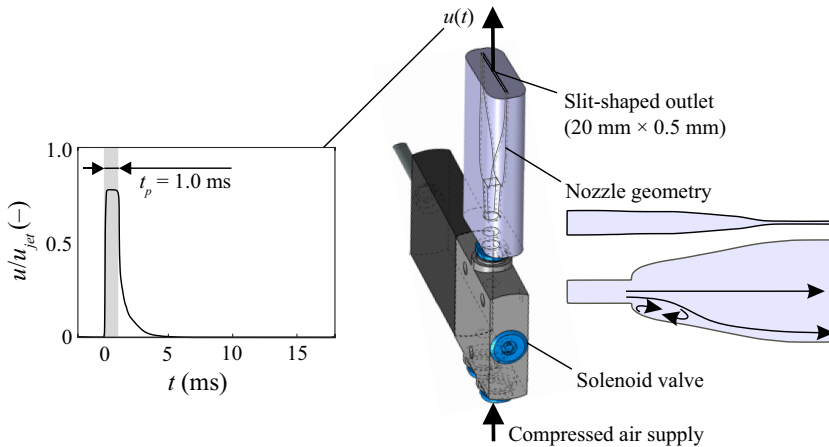 u(t)
Slit-shaped outlet
(20 mm × 0.5 mm)
Nozzle geometry
Solenoid valve
Compressed air supply
1.0
0.5
0
u/u_jet (–)
t_p = 1.0 ms
0 5 10 15
t (ms)